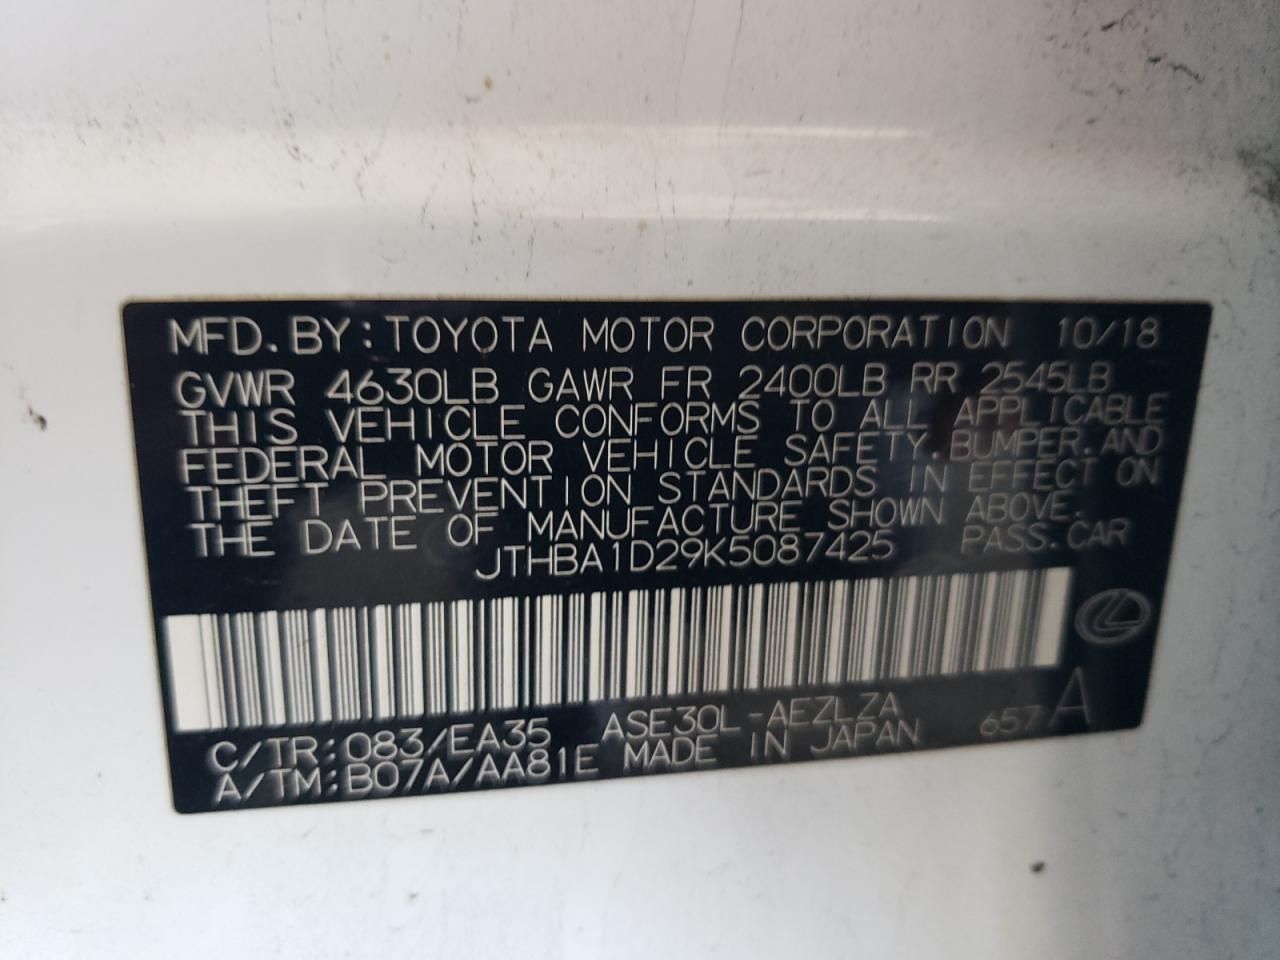 MFD. BY: TOYOTA MOTOR CORPORATION 10/18
GVWR 4630LB GAWR FR 2400LB RR 2545LB
THIS VEHICLE CONFORMS TO ALL APPLICABLE
FEDERAL MOTOR VEHICLE SAFETY, BUMPER, AND
THEFT PREVENTION STANDARDS IN EFFECT ON
THE DATE OF MANUFACTURE SHOWN ABOVE.
JTHBA1D29K5087425 PASS. CAR
C/TR: 083/EA35 ASE30L-AEZLZA 657 A
A/TM: B07A/AA81E MADE IN JAPAN